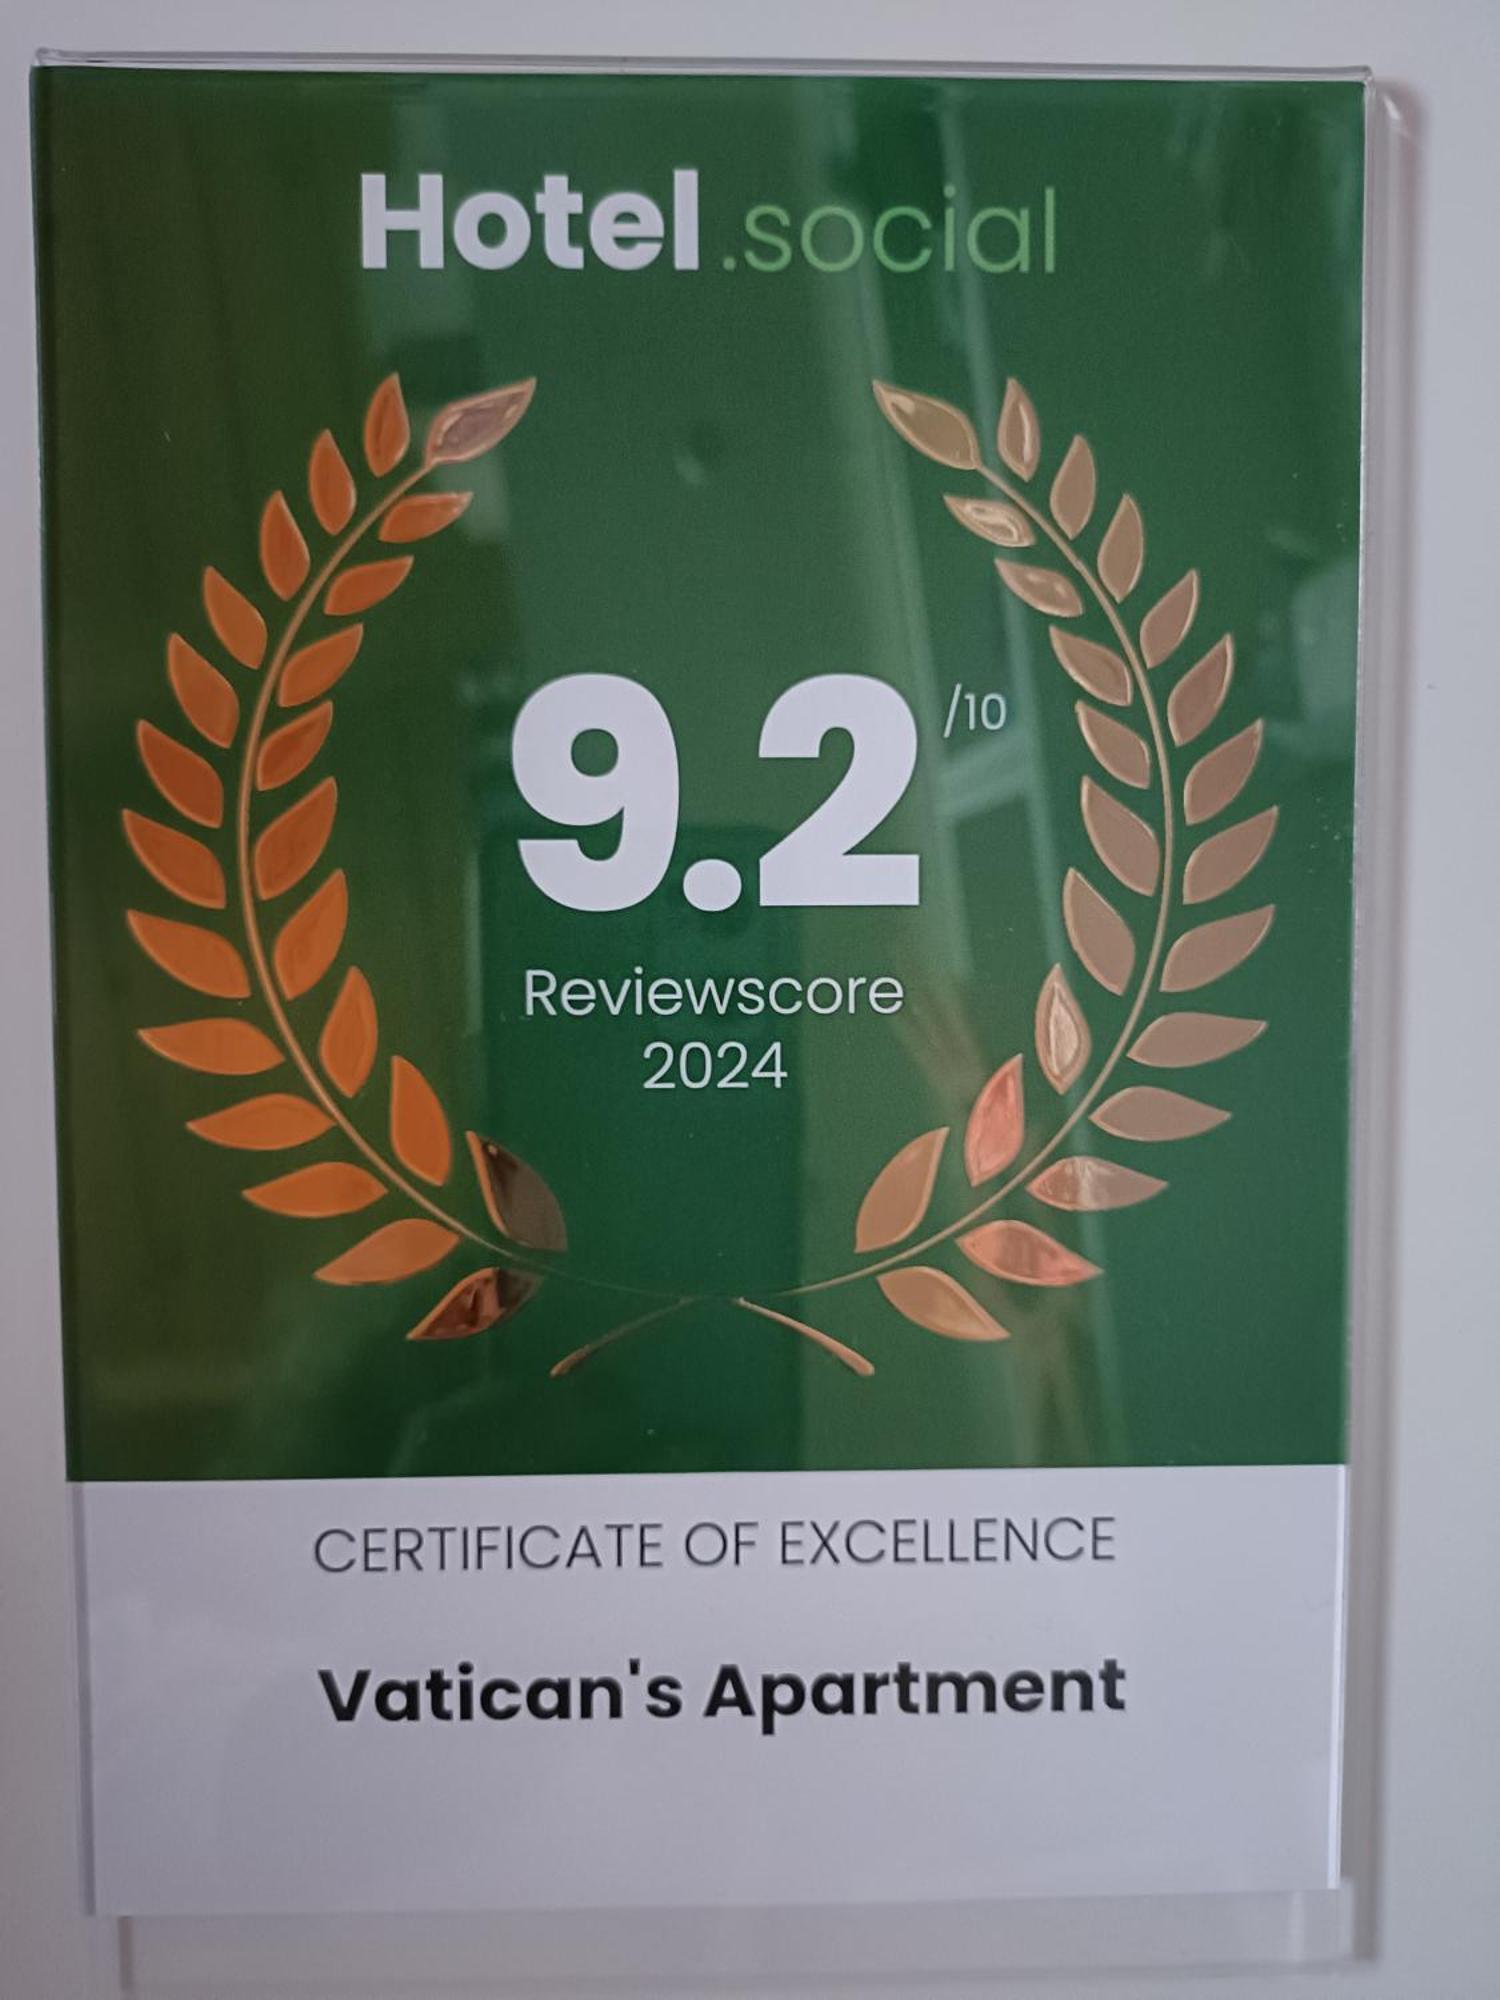 Hotel.social
9.2 /10
Reviewscore
2024
CERTIFICATE OF EXCELLENCE
Vatican's Apartment